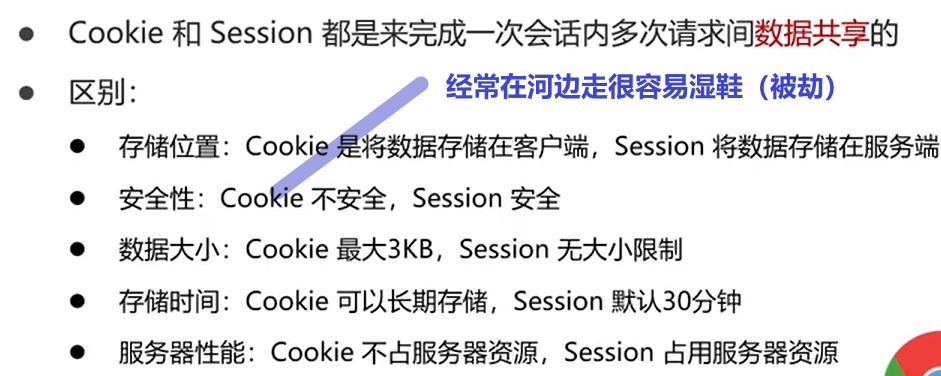 Cookie 和 Session 都是来完成一次会话内多次请求间数据共享的
区别：
经常在河边走很容易湿鞋（被劫）
存储位置：Cookie 是将数据存储在客户端，Session 将数据存储在服务端
安全性：Cookie 不安全，Session 安全
数据大小：Cookie 最大3KB，Session 无大小限制
存储时间：Cookie 可以长期存储，Session 默认30分钟
服务器性能：Cookie 不占服务器资源，Session 占用服务器资源